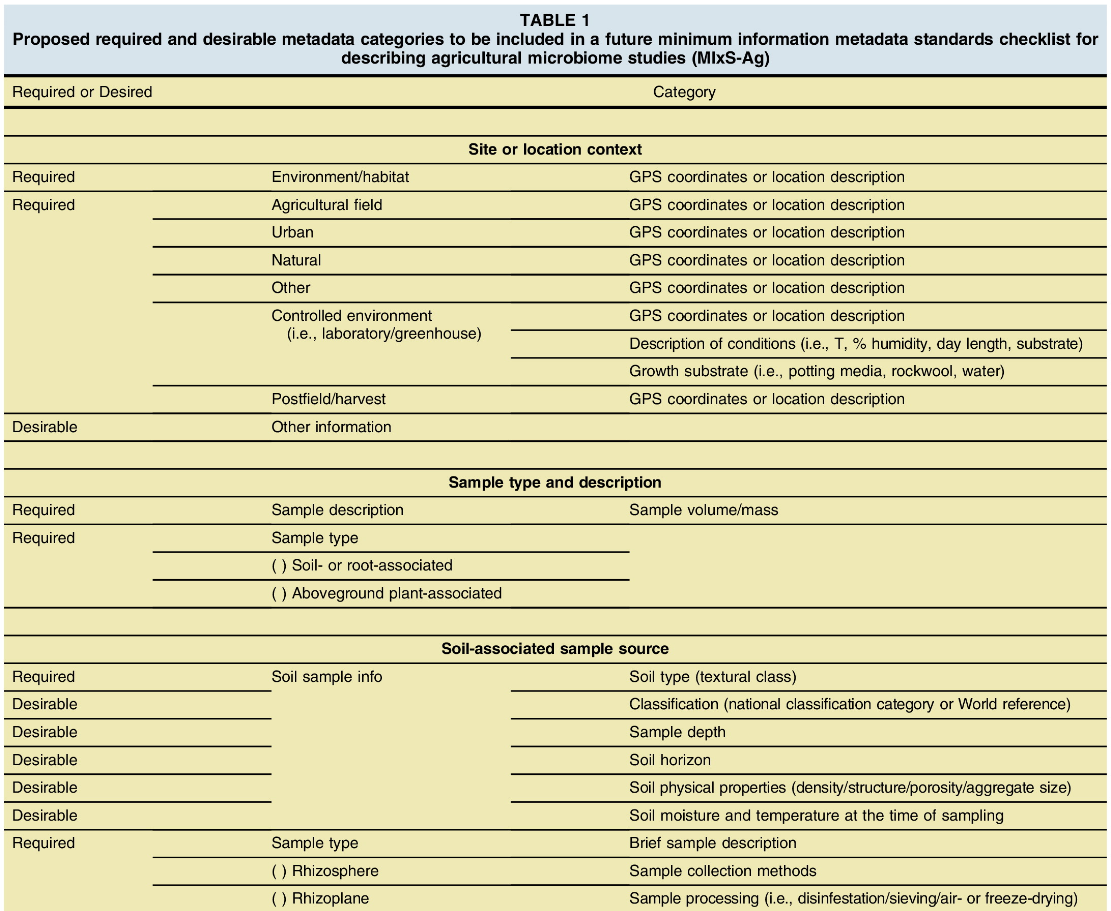 TABLE 1
Proposed required and desirable metadata categories to be included in a future minimum information metadata standards checklist for
describing agricultural microbiome studies (MIxS-Ag)
Required or Desired Category
Site or location context
Required Environment/habitat GPS coordinates or location description
Required Agricultural field GPS coordinates or location description
Urban GPS coordinates or location description
Natural GPS coordinates or location description
Other GPS coordinates or location description
Controlled environment GPS coordinates or location description
(i.e., laboratory/greenhouse)
Description of conditions (i.e., T, % humidity, day length, substrate)
Growth substrate (i.e., potting media, rockwool, water)
Postfield/harvest GPS coordinates or location description
Desirable Other information
Sample type and description
Required Sample description Sample volume/mass
Required Sample type
( ) Soil- or root-associated
( ) Aboveground plant-associated
Soil-associated sample source
Required Soil sample info Soil type (textural class)
Desirable Classification (national classification category or World reference)
Desirable Sample depth
Desirable Soil horizon
Desirable Soil physical properties (density/structure/porosity/aggregate size)
Desirable Soil moisture and temperature at the time of sampling
Required Sample type Brief sample description
( ) Rhizosphere Sample collection methods
( ) Rhizoplane Sample processing (i.e., disinfestation/sieving/air- or freeze-drying)